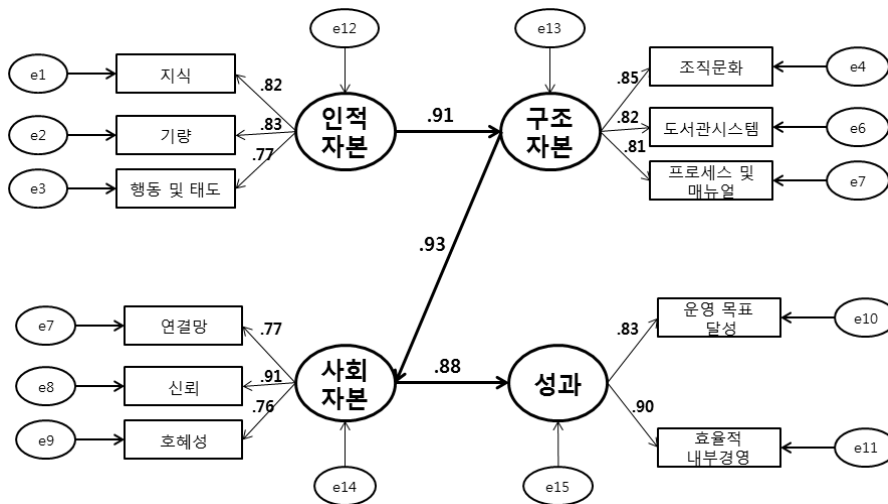 e12
e13
e1
지식
.82
인적
자본
.91
구조
자본
.85
조직문화
e4
e2
기량
.83
.82
도서관시스템
e6
e3
행동 및 태도
.77
.81
프로세스 및
매뉴얼
e7
.93
e7
연결망
.77
사회
자본
.88
성과
.83
운영 목표
달성
e10
e8
신뢰
.91
e9
호혜성
.76
.90
효율적
내부경영
e11
e14
e15